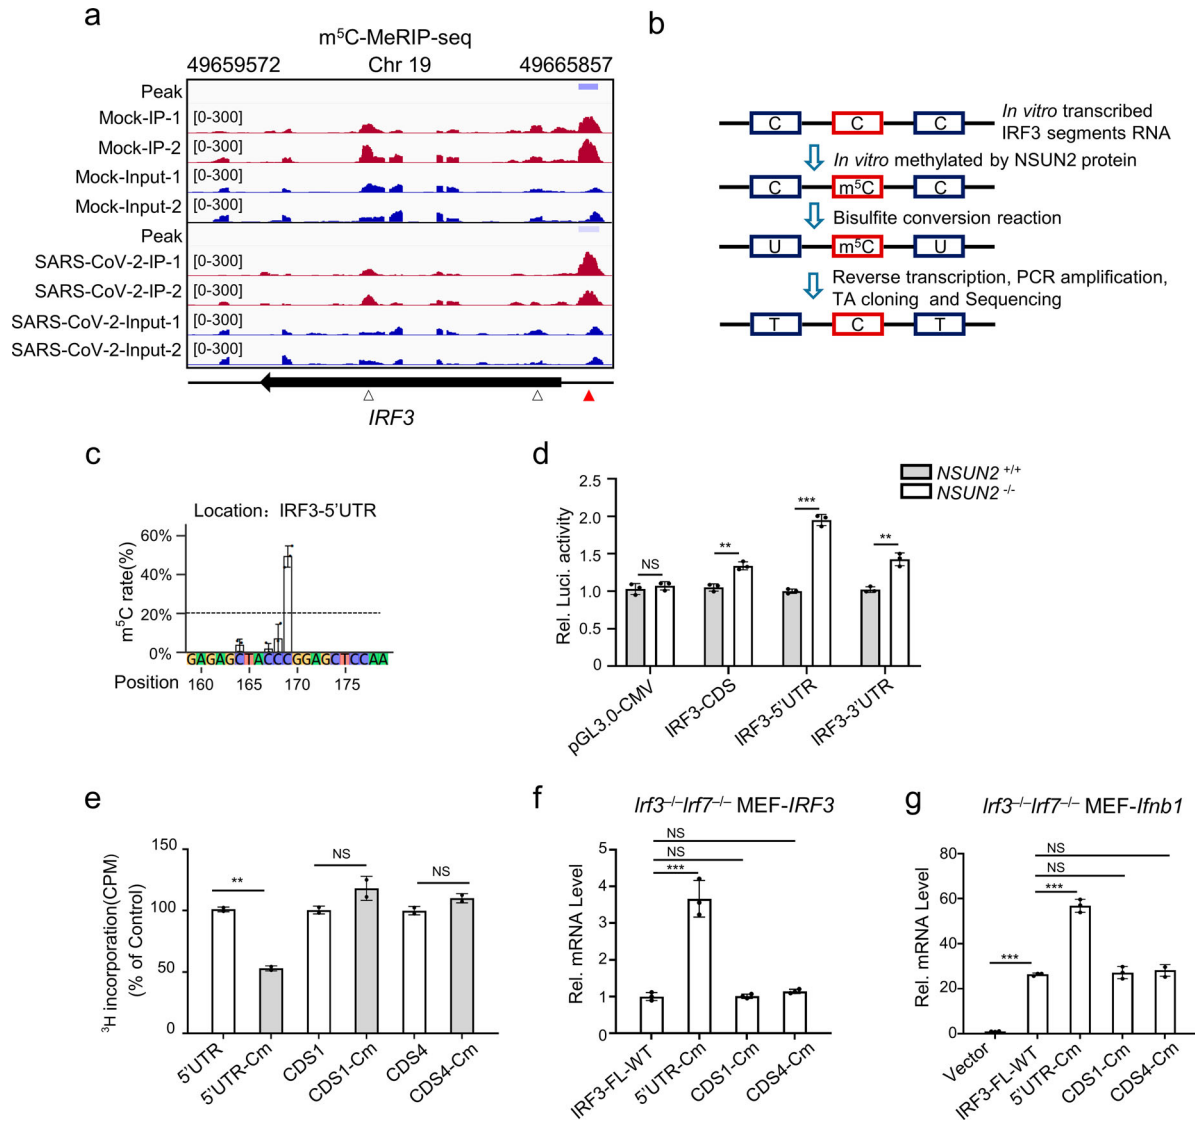 a
m⁵C-MeRIP-seq
49659572 Chr 19 49665857
Peak
Mock-IP-1 [0-300]
Mock-IP-2 [0-300]
Mock-Input-1 [0-300]
Mock-Input-2 [0-300]
Peak
SARS-CoV-2-IP-1 [0-300]
SARS-CoV-2-IP-2 [0-300]
SARS-CoV-2-Input-1 [0-300]
SARS-CoV-2-Input-2 [0-300]
IRF3
b
C C C
In vitro transcribed
IRF3 segments RNA
In vitro methylated by NSUN2 protein
C m⁵C C
Bisulfite conversion reaction
U m⁵C U
Reverse transcription, PCR amplification,
TA cloning and Sequencing
T C T
c
Location: IRF3-5'UTR
m⁵C rate(%)
60%
40%
20%
0%
GAGAGCTACCCGGAGCTCCAA
Position 160 165 170 175
d
NSUN2 +/+
NSUN2 -/-
Rel. Luci. activity
2.5
2.0
1.5
1.0
0.5
0
NS
**
***
**
pGL3.0-CMV
IRF3-CDS
IRF3-5'UTR
IRF3-3'UTR
e
³H incorporation(CPM)
(% of Control)
150
100
50
0
**
NS
NS
5'UTR
5'UTR-Cm
CDS1
CDS1-Cm
CDS4
CDS4-Cm
f
Irf3–/–Irf7–/– MEF-IRF3
Rel. mRNA Level
5
4
3
2
1
0
NS
NS
***
IRF3-FL-WT
5'UTR-Cm
CDS1-Cm
CDS4-Cm
g
Irf3–/–Irf7–/– MEF-Ifnb1
Rel. mRNA Level
80
60
40
20
0
NS
NS
***
***
Vector
IRF3-FL-WT
5'UTR-Cm
CDS1-Cm
CDS4-Cm